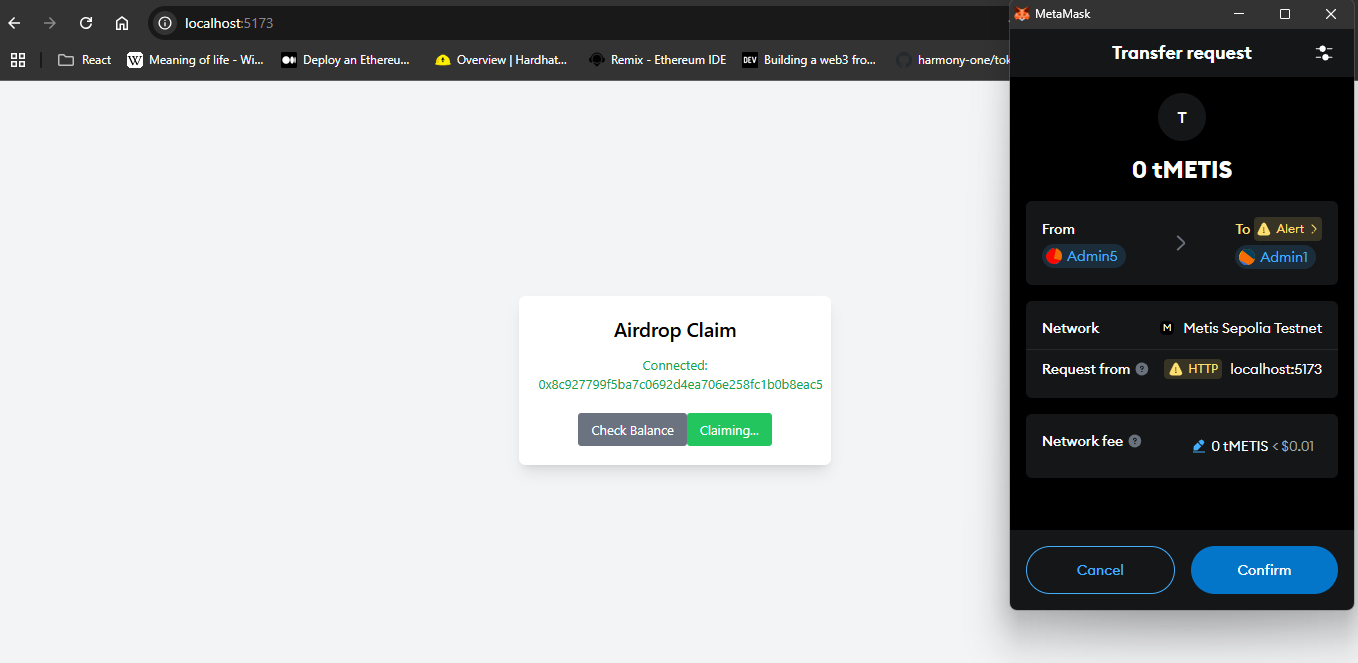 localhost:5173
React
Meaning of life - Wi...
Deploy an Ethereu...
Overview | Hardhat...
Remix - Ethereum IDE
DEV
Building a web3 fro...
harmony-one/tok
Airdrop Claim
Connected:
0x8c927799f5ba7c0692d4ea706e258fc1b0b8eac5
Check Balance
Claiming...
MetaMask
Transfer request
T
0 tMETIS
From
To
Alert
Admin5
Admin1
Network
M
Metis Sepolia Testnet
Request from
?
HTTP
localhost:5173
Network fee
?
0 tMETIS < $0.01
Cancel
Confirm